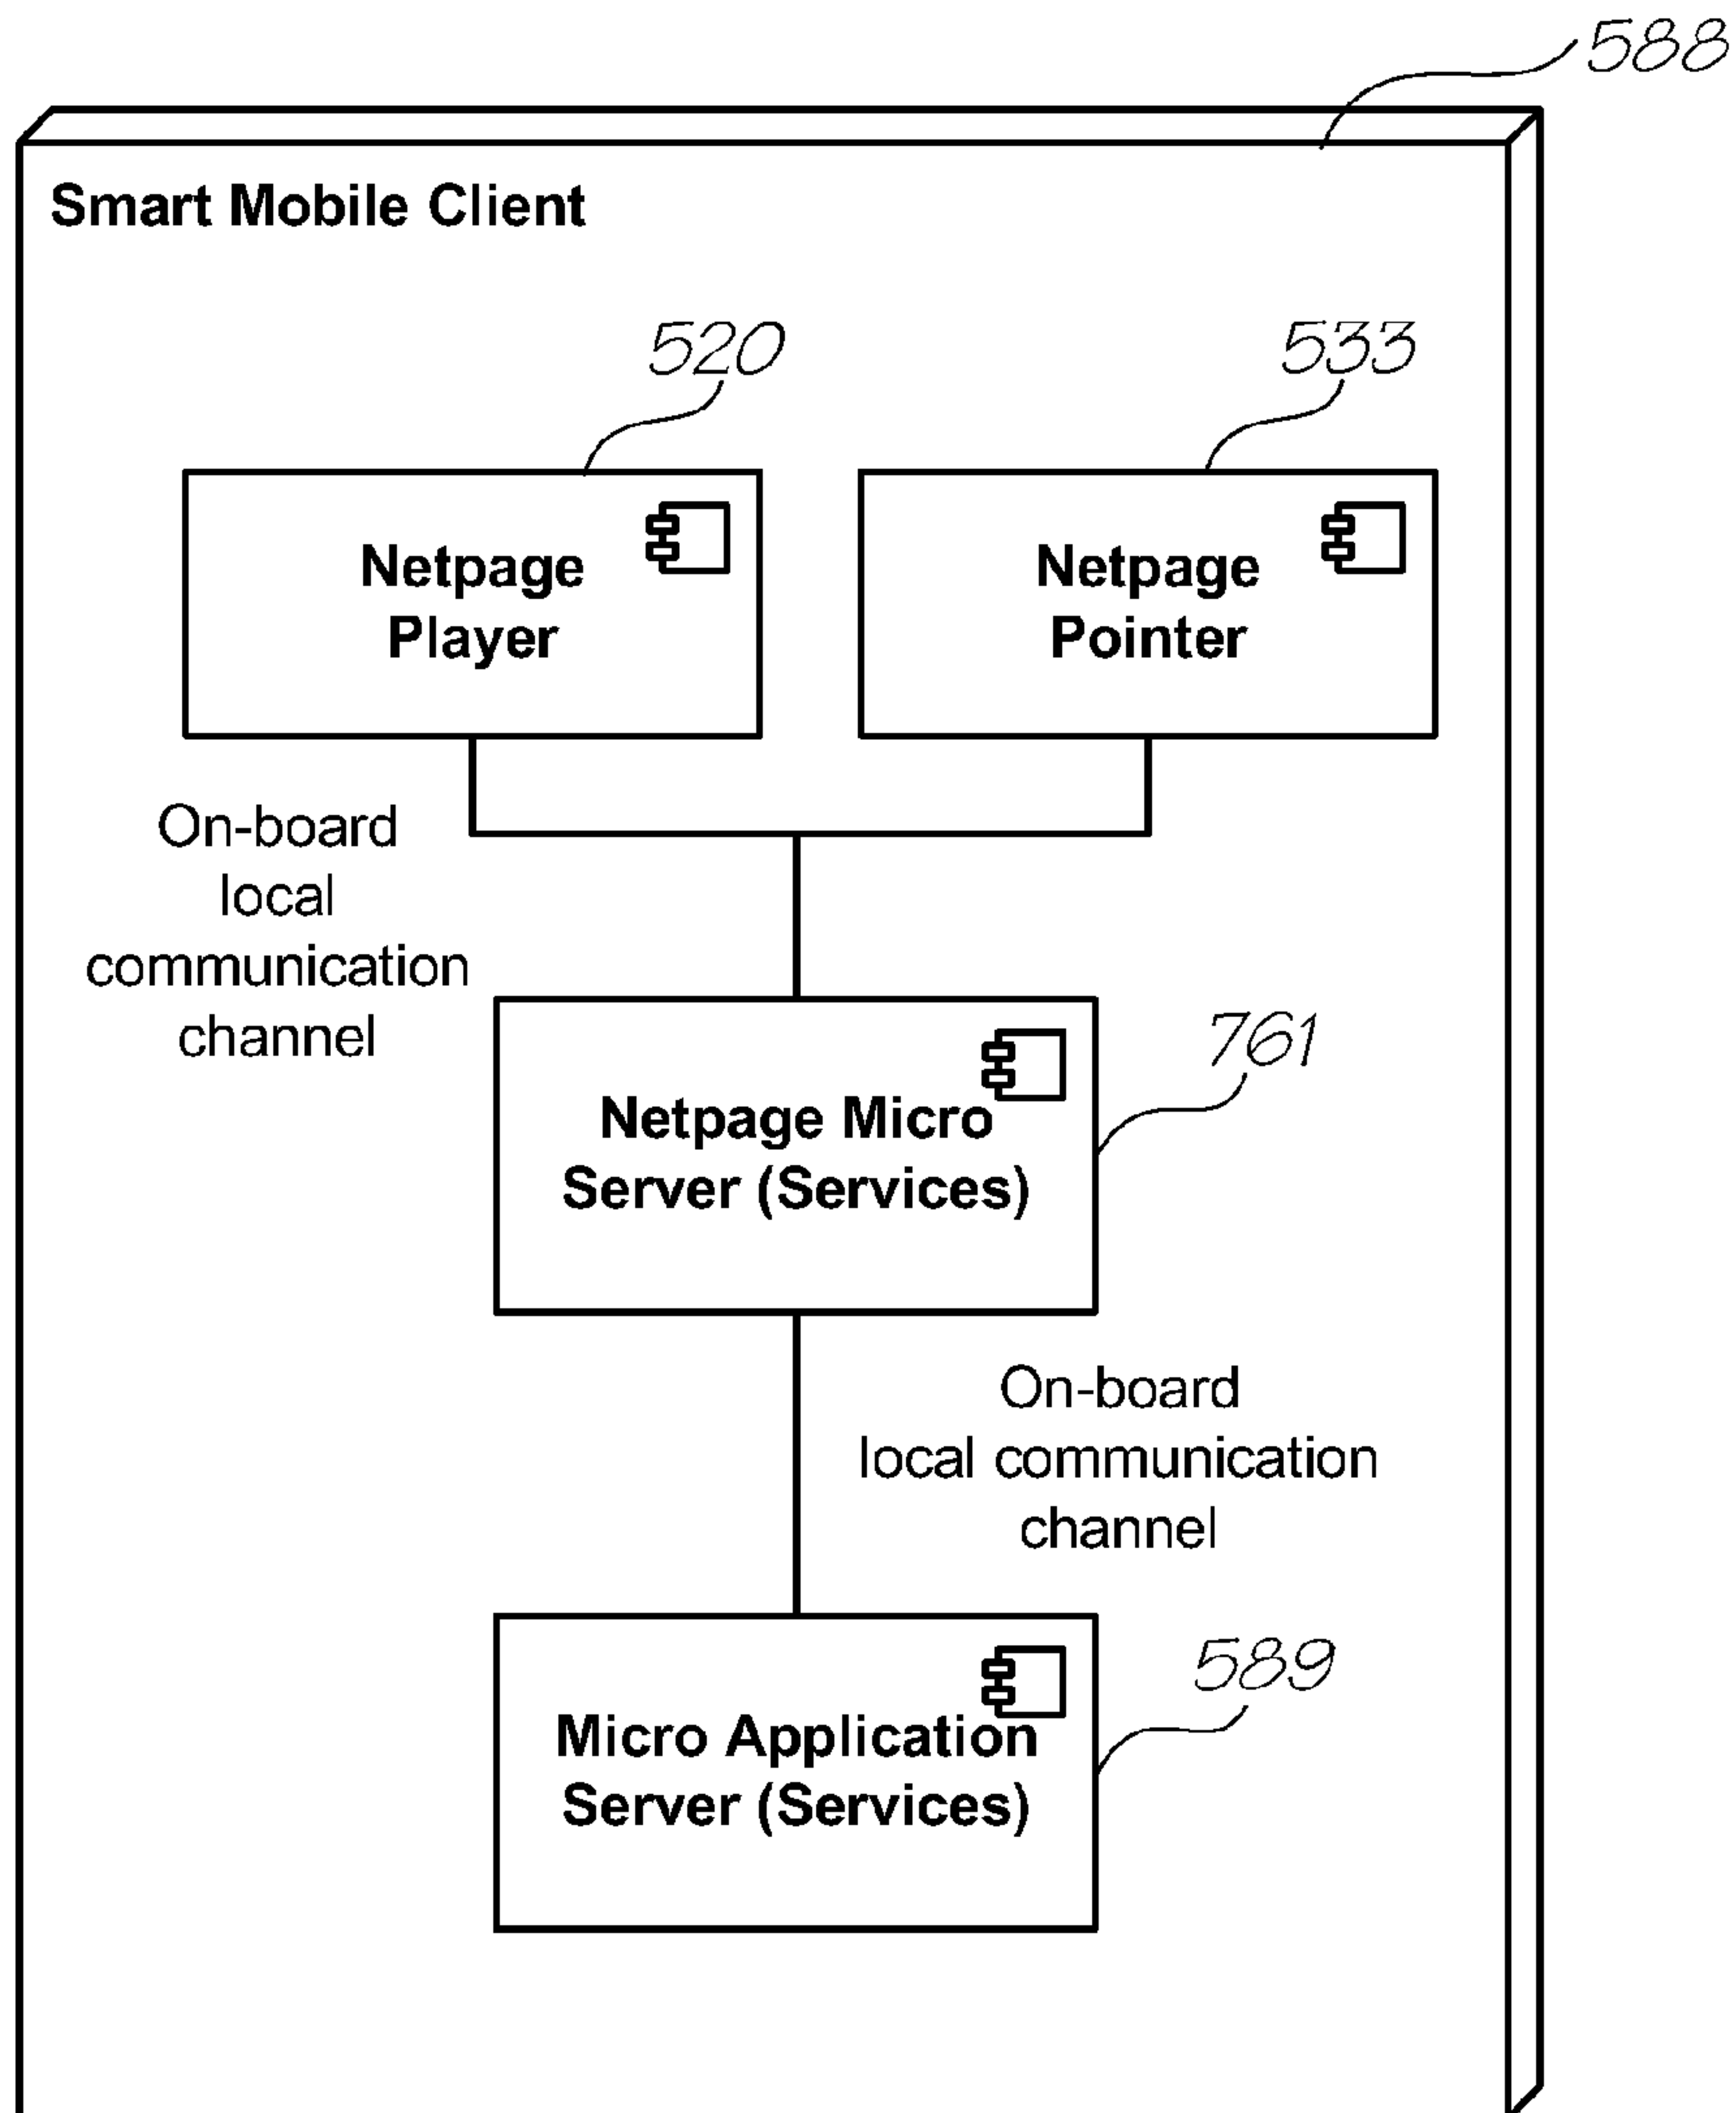 588
Smart Mobile Client
520
533
Netpage
Player
Netpage
Pointer
On-board
local
communication
channel
761
Netpage Micro
Server (Services)
On-board
local communication
channel
589
Micro Application
Server (Services)